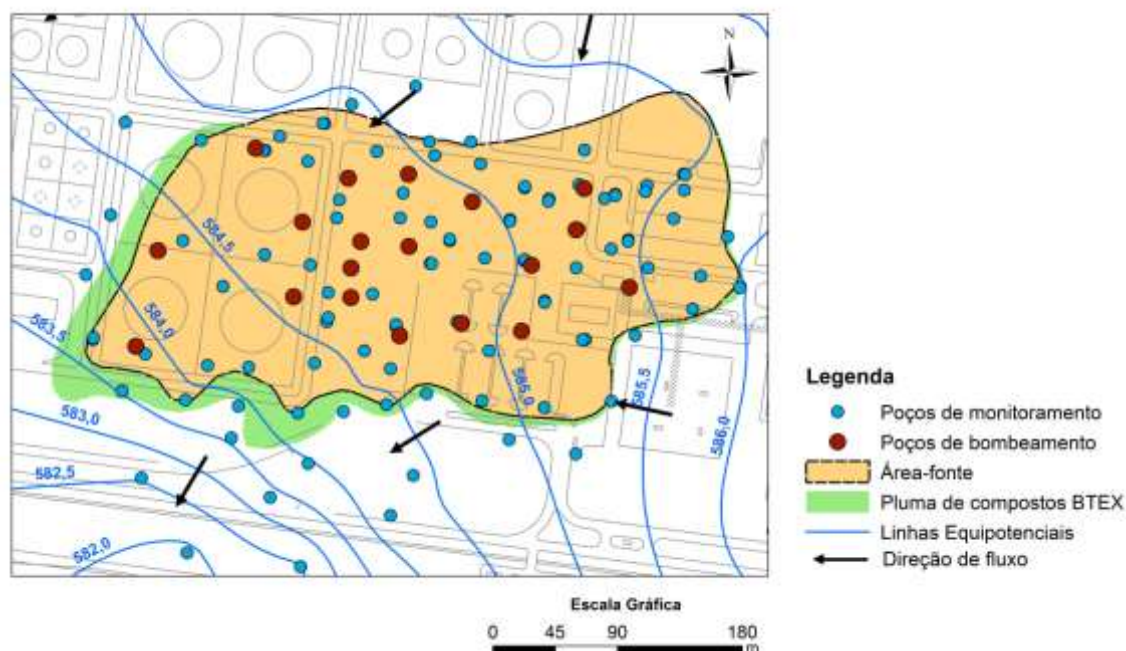 N
584,5
584,0
583,5
583,0
582,5
582,0
585,0
585,5
586,0
Legenda
Poços de monitoramento
Poços de bombeamento
Área-fonte
Pluma de compostos BTEX
Linhas Equipotenciais
Direção de fluxo
Escala Gráfica
0 45 90 180
m